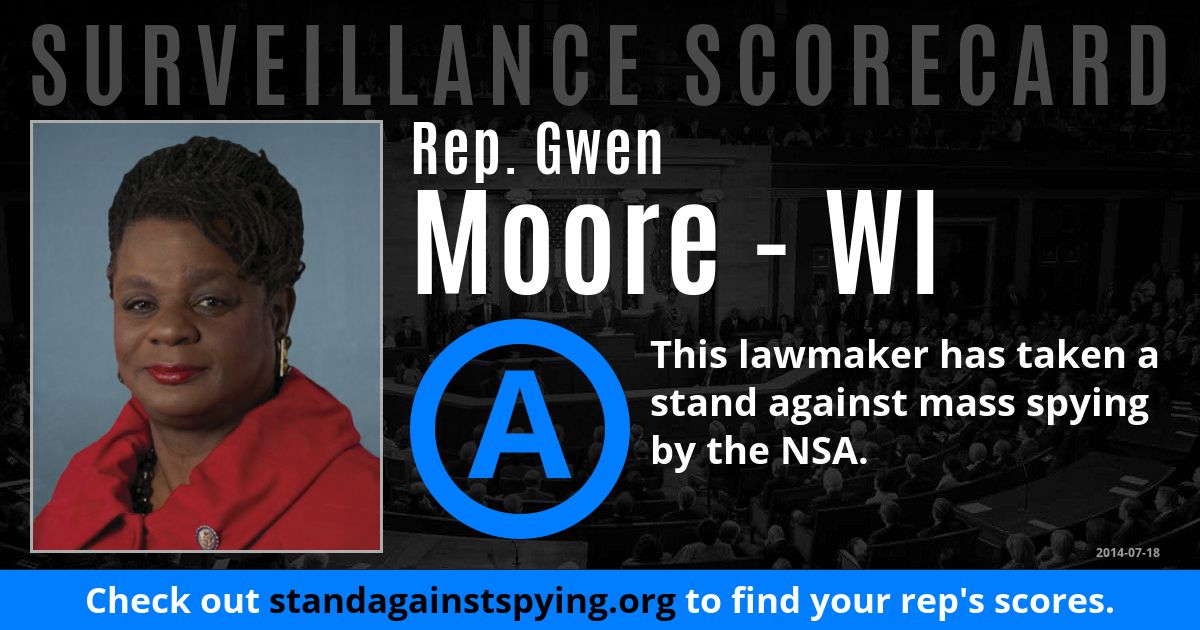 SURVEILLANCE SCORECARD
Rep. Gwen
Moore - WI
A
This lawmaker has taken a
stand against mass spying
by the NSA.
2014-07-18
Check out standagainstspying.org to find your rep's scores.